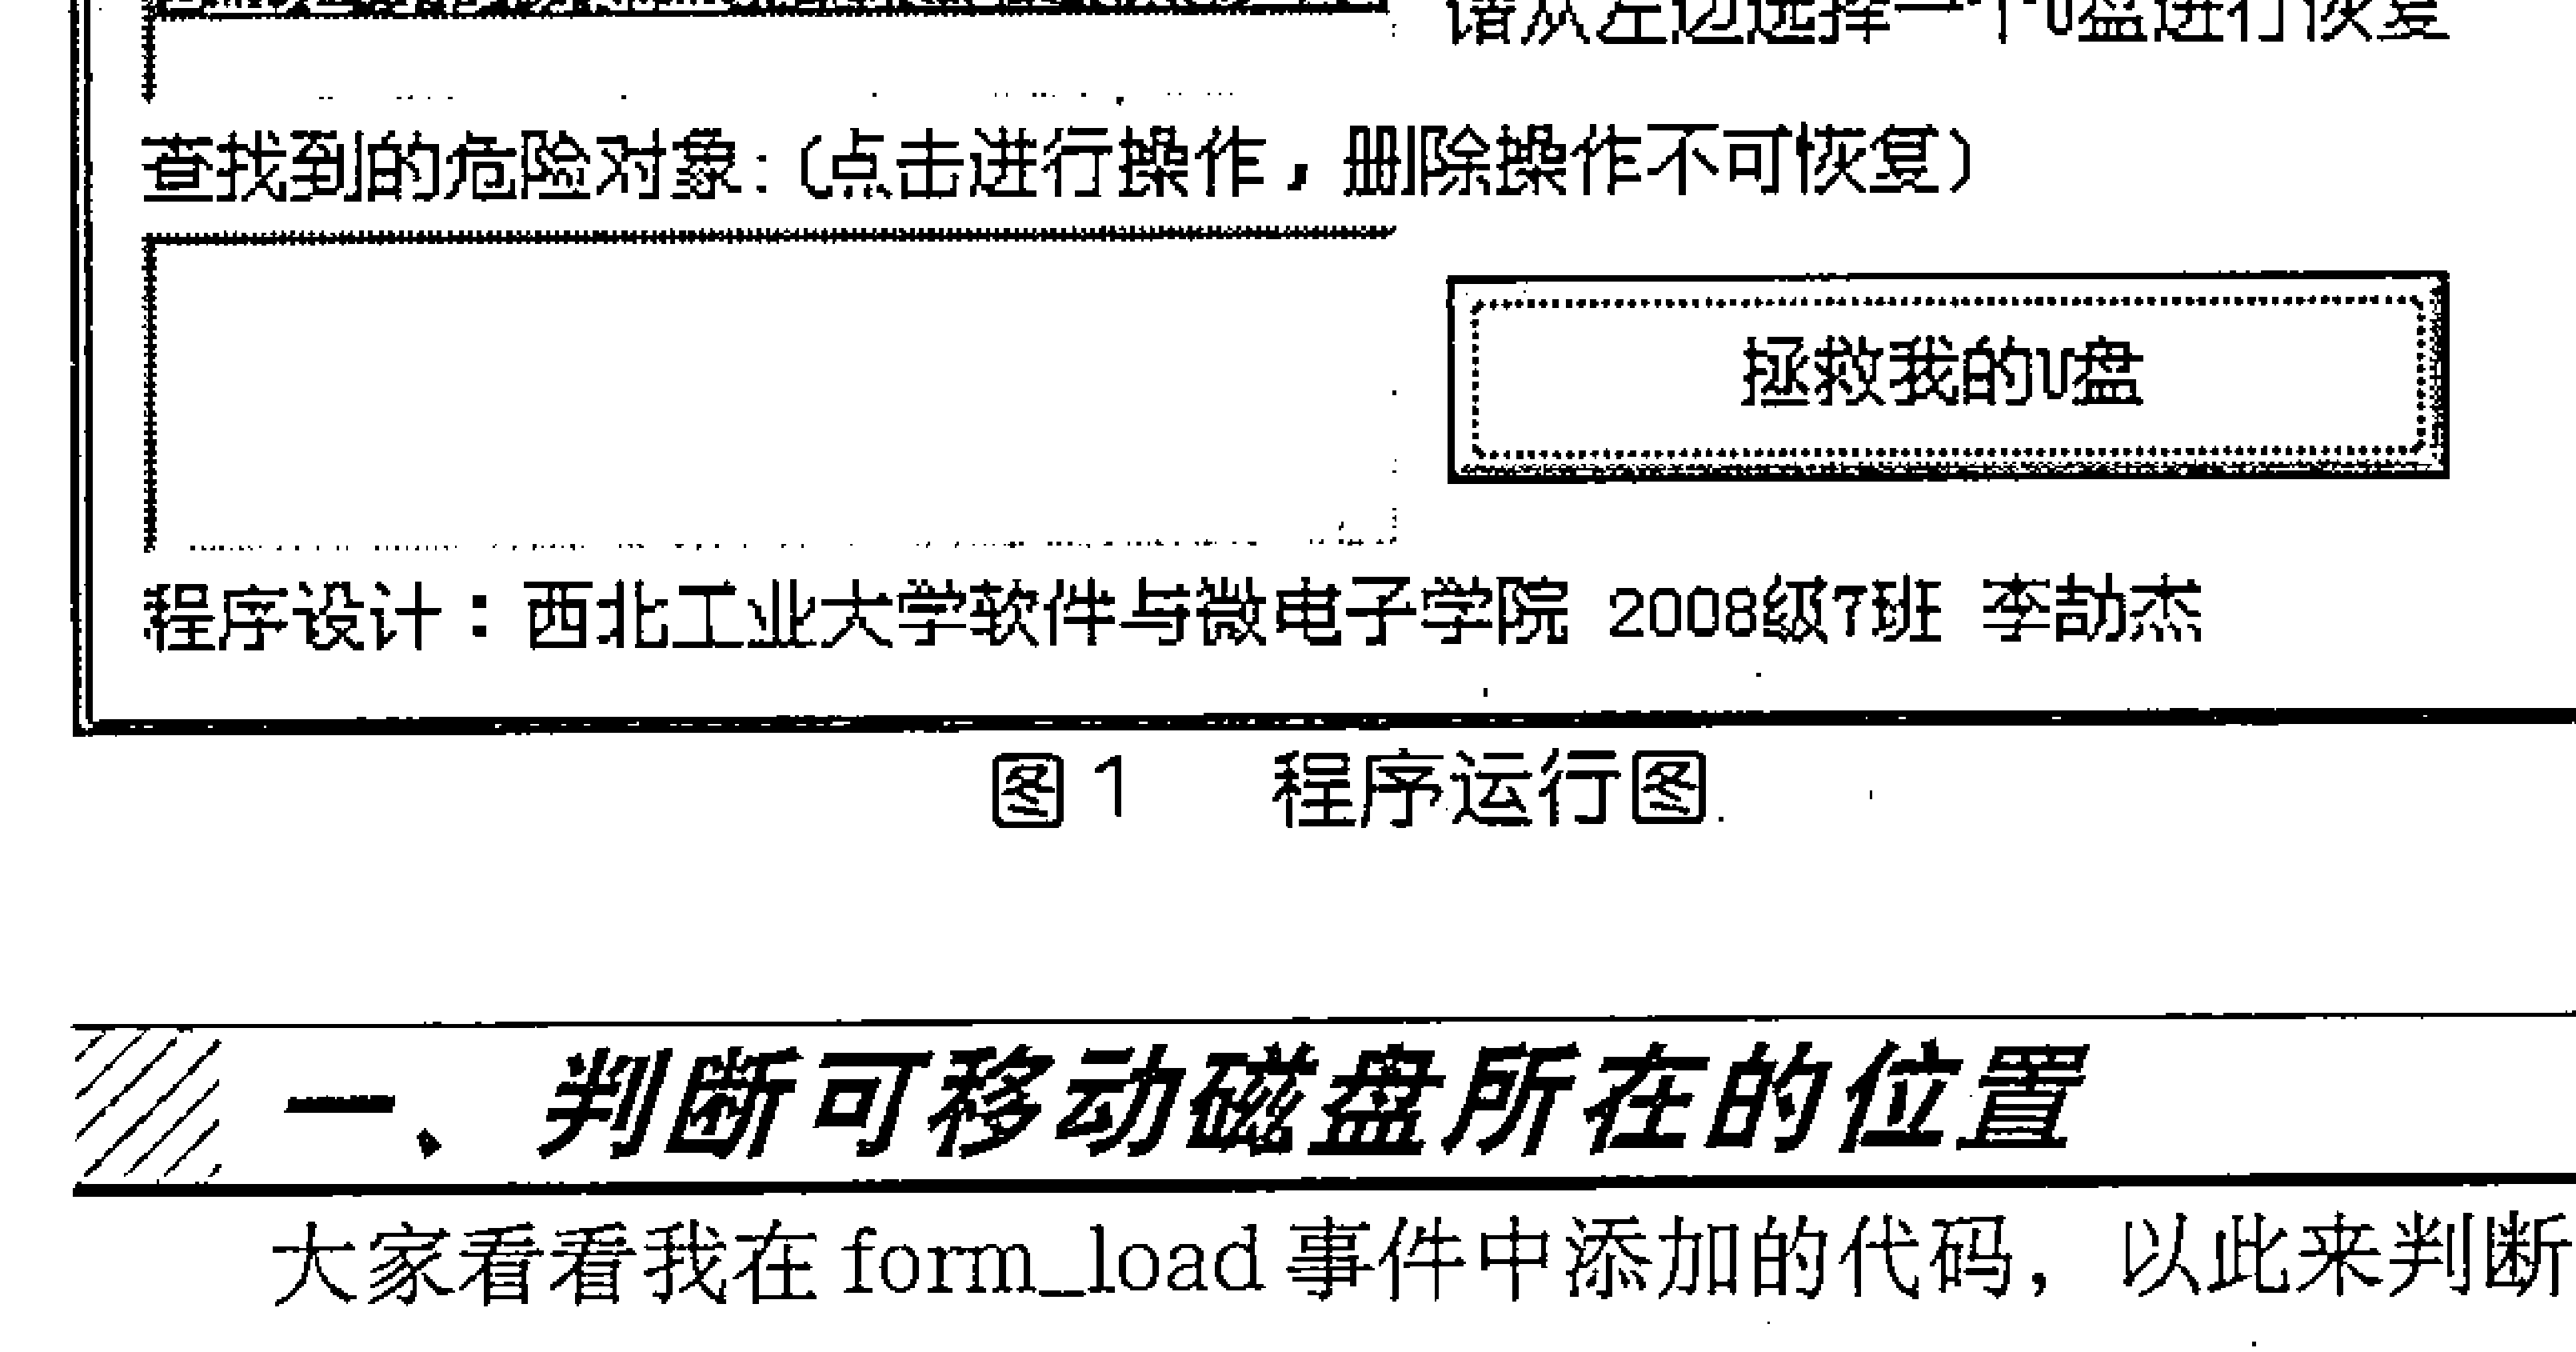 请从左边选择一个U盘进行恢复
查找到的危险对象:(点击进行操作，删除操作不可恢复)
拯救我的U盘
程序设计：西北工业大学软件与微电子学院 2008级7班 李劼杰
图1 程序运行图
一、判断可移动磁盘所在的位置
大家看看我在 form_load 事件中添加的代码，以此来判断